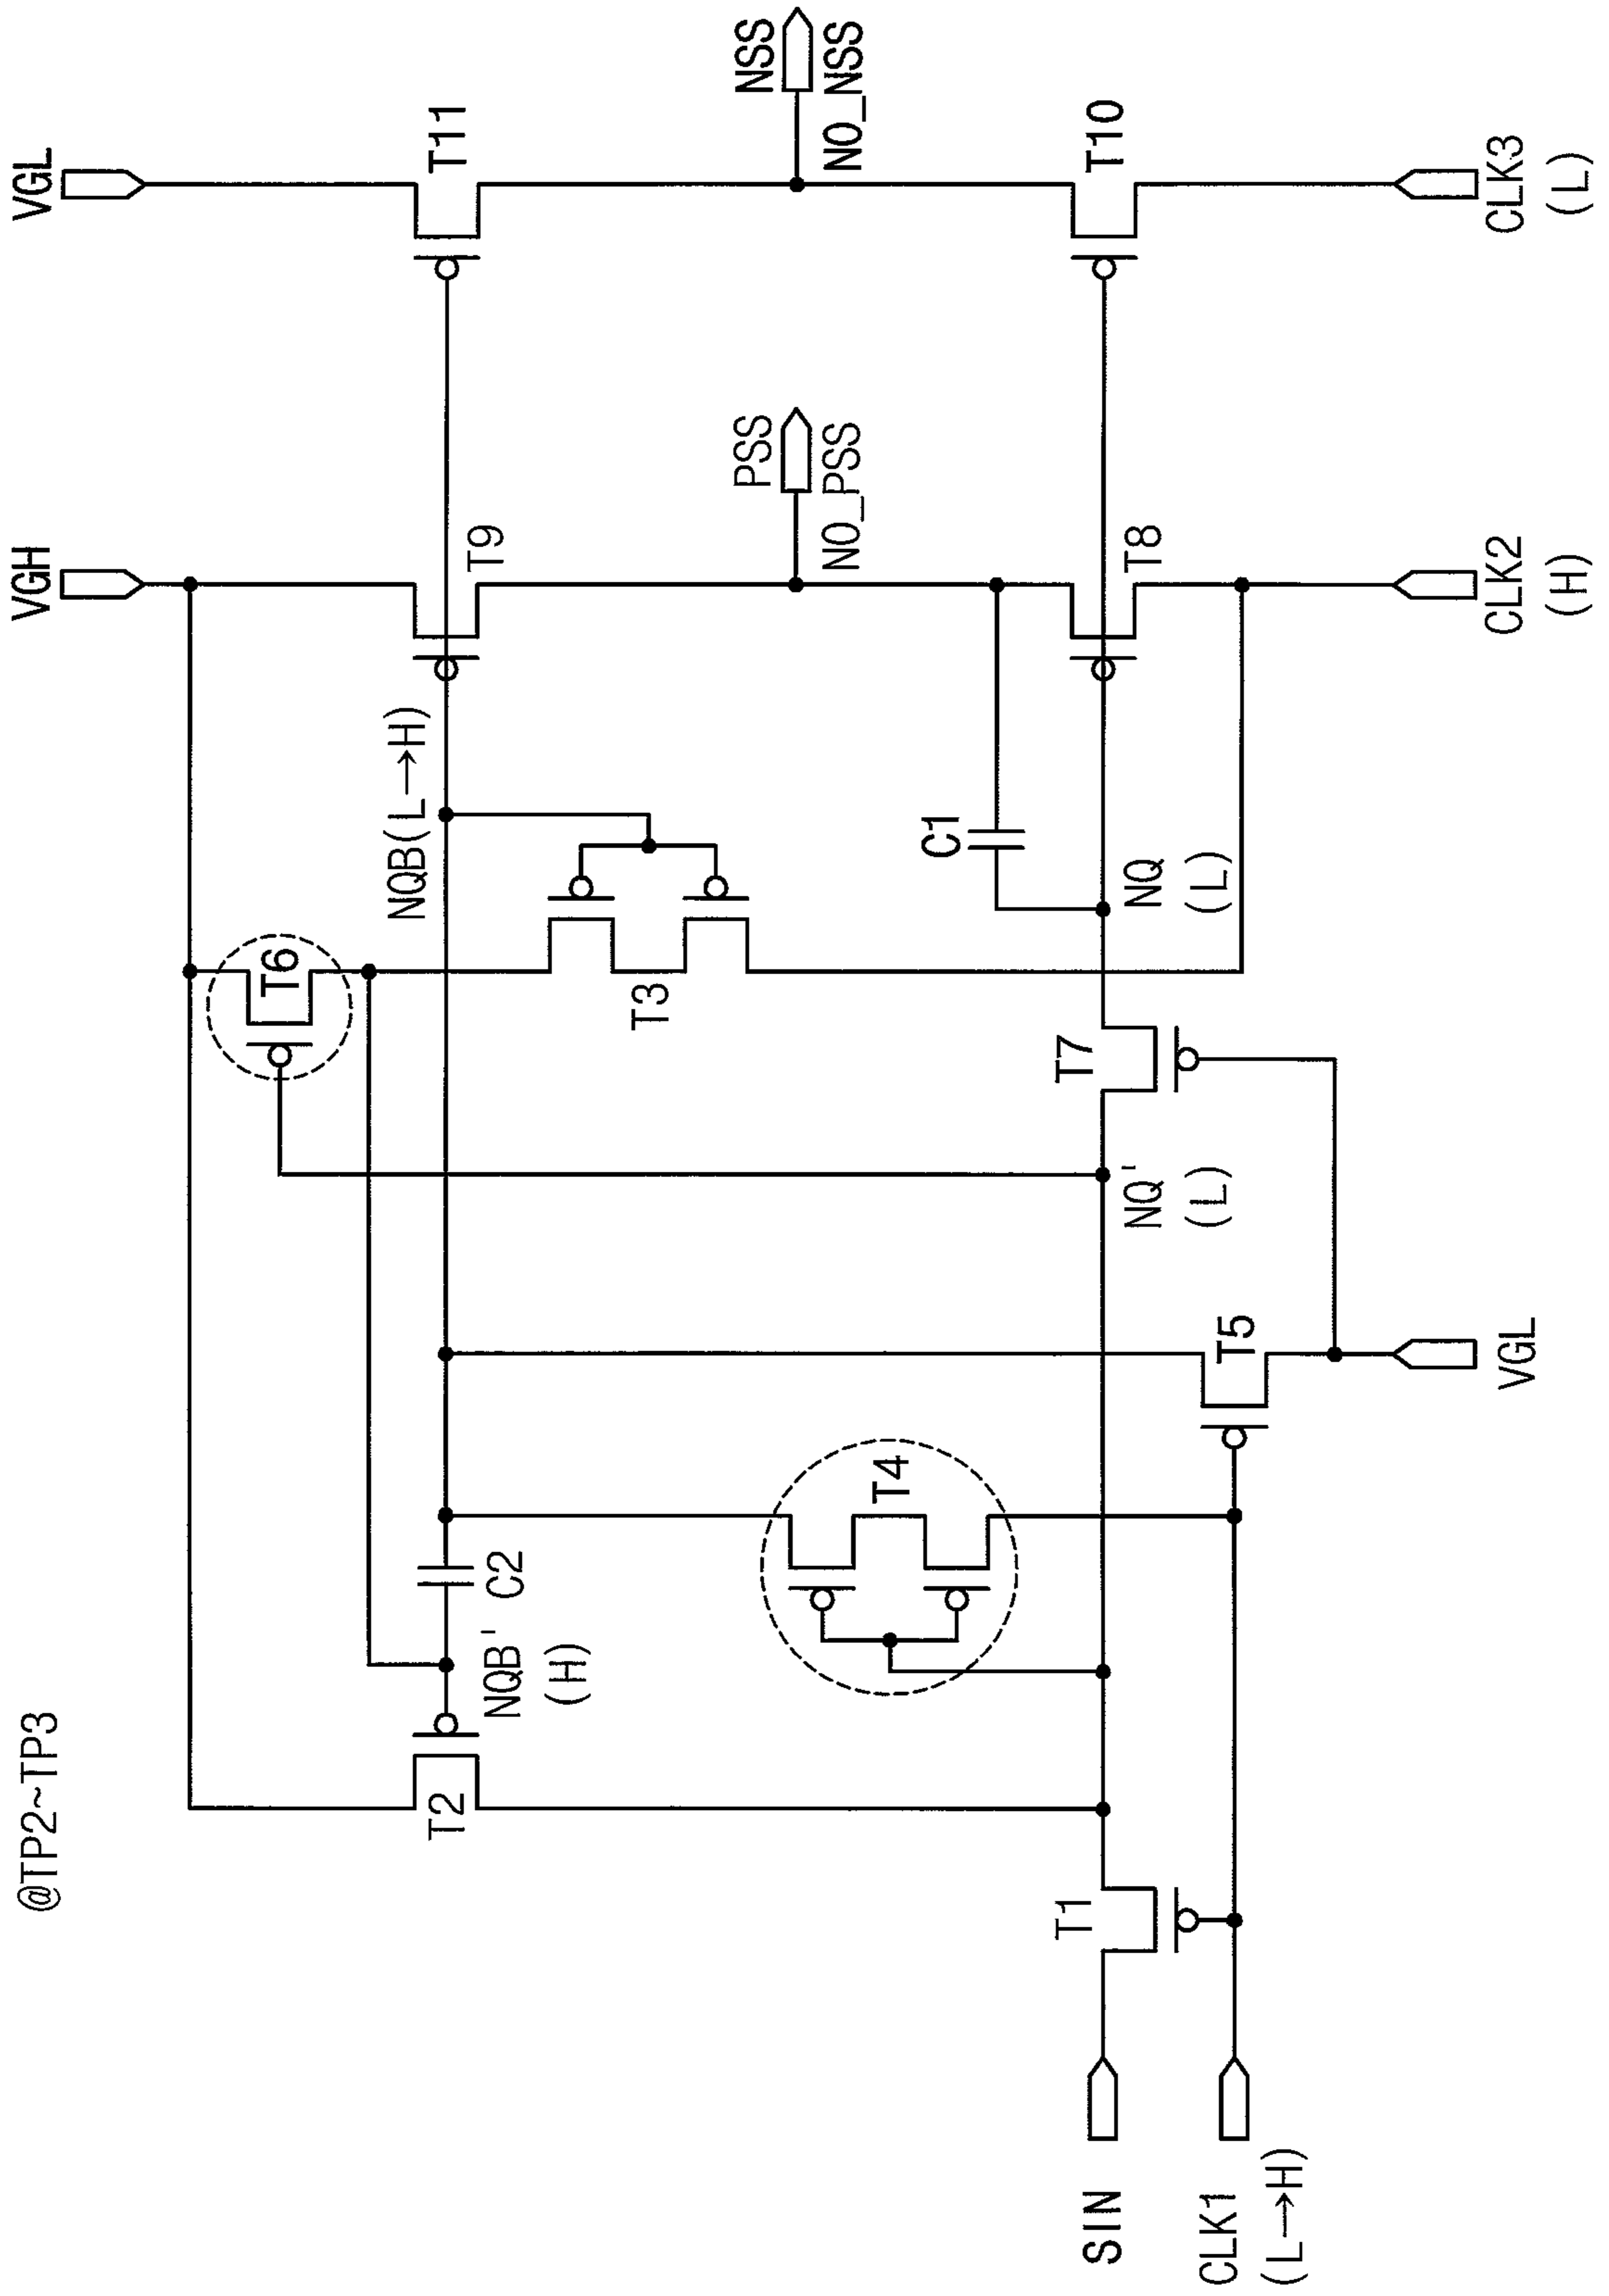 @TP2~TP3
VGH
VGL
T6
T9
T11
NQB(L→H)
T2
NQB'
(H)
C2
T3
PSS
NO_PSS
NSS
NO_NSS
T4
C1
T1
NQ'
(L)
T7
NQ
(L)
T8
T10
T5
SIN
CLK1
(L→H)
VGL
CLK2
(H)
CLK3
(L)